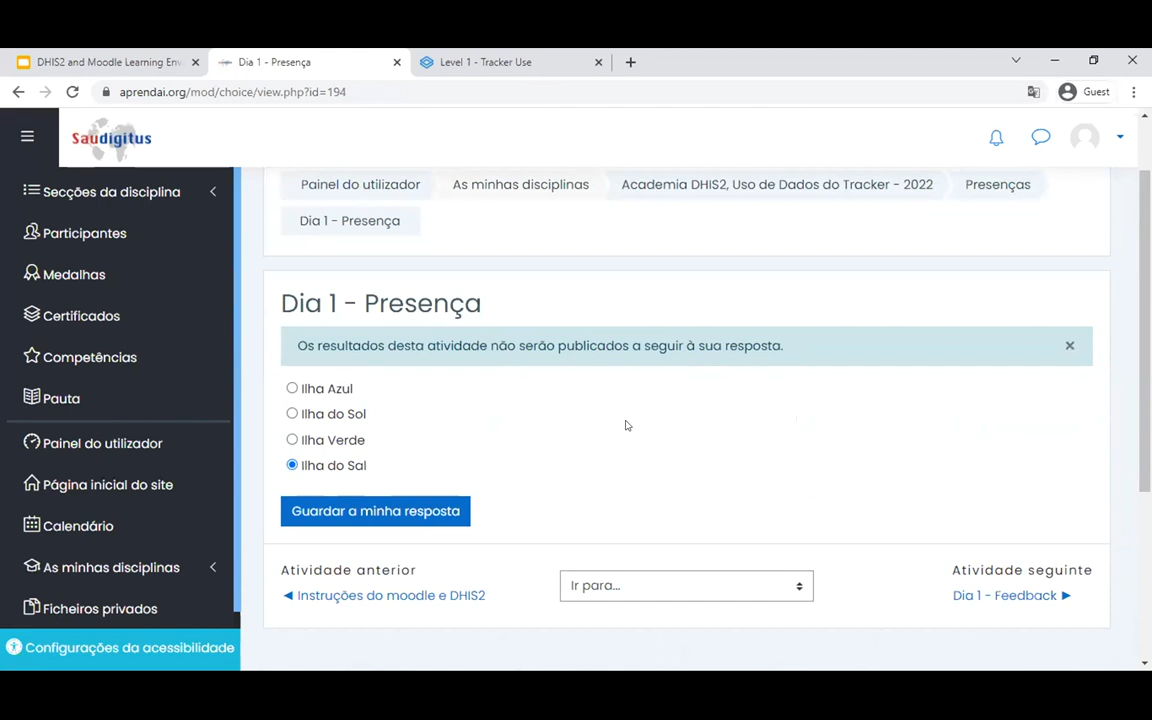 DHIS2 and Moodle Learning Env
Dia 1 - Presença
Level 1 - Tracker Use
aprendai.org/mod/choice/view.php?id=194
Guest
Saudigitus
Secções da disciplina
Participantes
Medalhas
Certificados
Competências
Pauta
Painel do utilizador
Página inicial do site
Calendário
As minhas disciplinas
Ficheiros privados
Configurações da acessibilidade
Painel do utilizador
As minhas disciplinas
Academia DHIS2, Uso de Dados do Tracker - 2022
Presenças
Dia 1 - Presença
Dia 1 - Presença
Os resultados desta atividade não serão publicados a seguir à sua resposta.
Ilha Azul
Ilha do Sol
Ilha Verde
Ilha do Sal
Guardar a minha resposta
Atividade anterior
◄ Instruções do moodle e DHIS2
Ir para...
Atividade seguinte
Dia 1 - Feedback ►